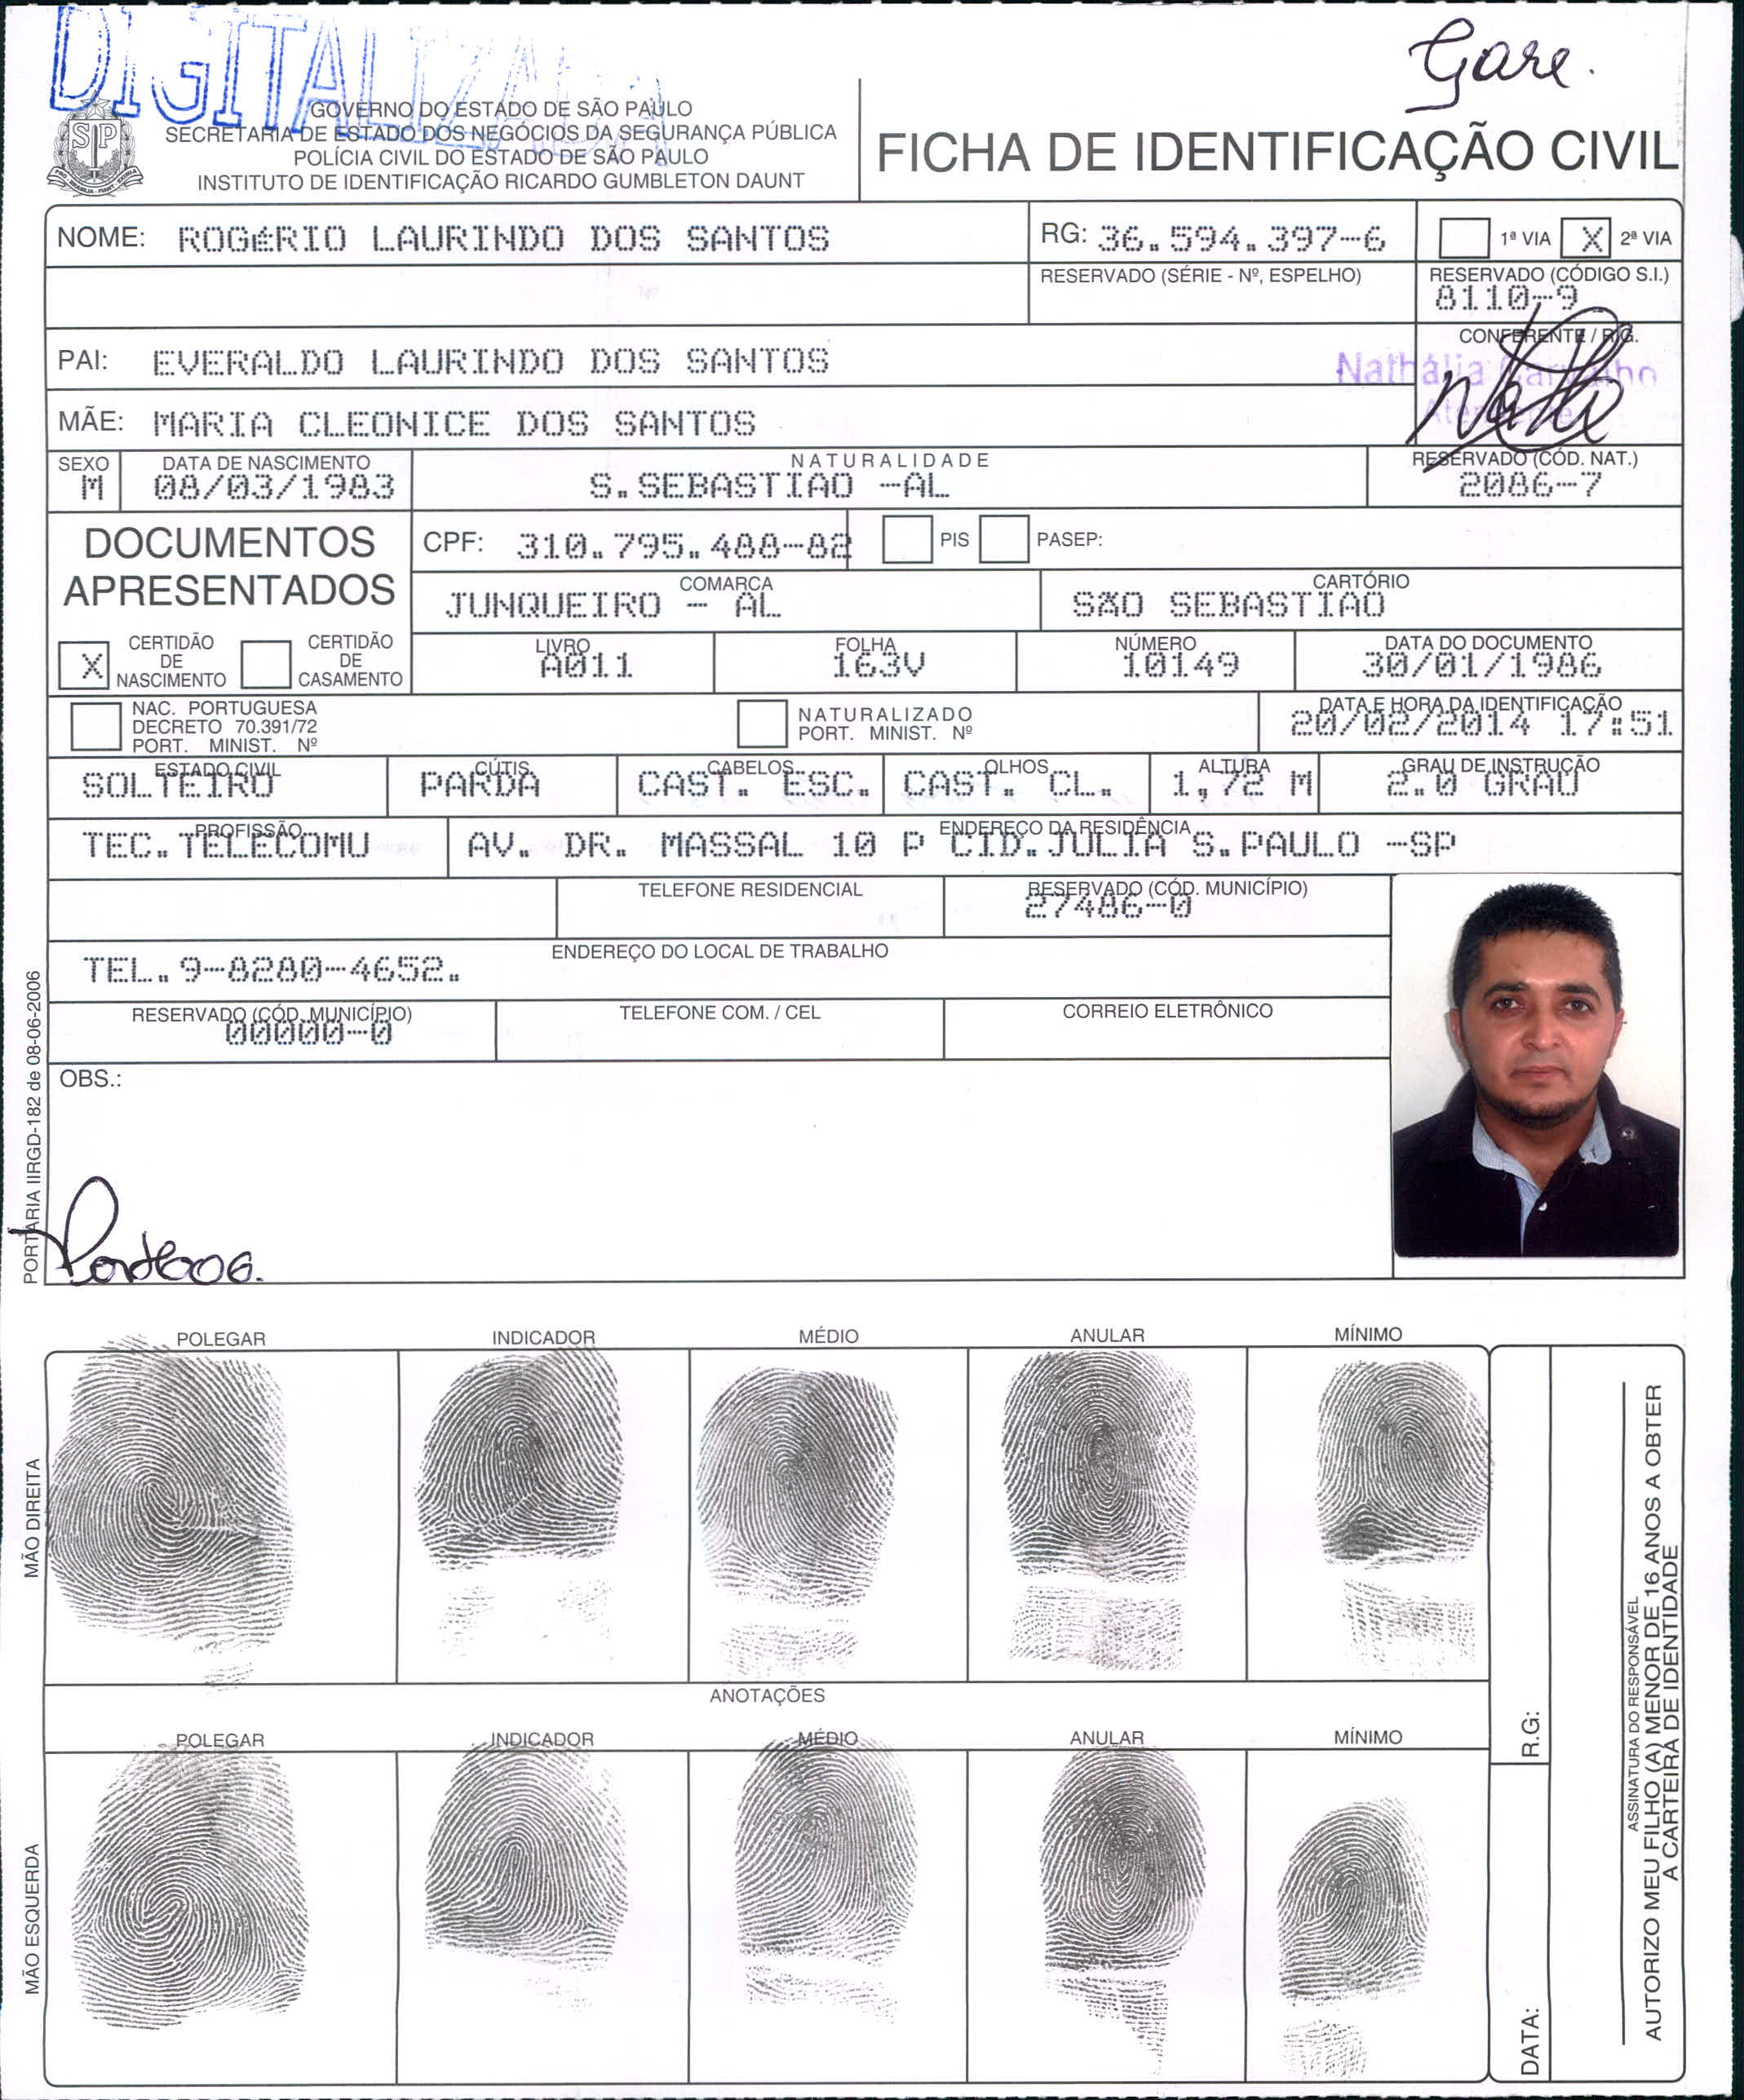 DIGITALIZADA
Gare.
GOVERNO DO ESTADO DE SÃO PAULO
SECRETARIA DE ESTADO DOS NEGÓCIOS DA SEGURANÇA PÚBLICA
POLÍCIA CIVIL DO ESTADO DE SÃO PAULO
INSTITUTO DE IDENTIFICAÇÃO RICARDO GUMBLETON DAUNT
FICHA DE IDENTIFICAÇÃO CIVIL
NOME: ROGéRIO LAURINDO DOS SANTOS
RG: 36.594.397-6
1ª VIA X 2ª VIA
RESERVADO (SÉRIE - Nº, ESPELHO)
RESERVADO (CÓDIGO S.I.)
8110-9
PAI: EVERALDO LAURINDO DOS SANTOS
CONFERENTE / R.G.
Nathália Carvalho
Atendente
MÃE: MARIA CLEONICE DOS SANTOS
SEXO
M
DATA DE NASCIMENTO
08/03/1983
NATURALIDADE
S.SEBASTIAO -AL
RESERVADO (CÓD. NAT.)
2086-7
DOCUMENTOS
APRESENTADOS
CPF: 310.795.488-82
PIS
PASEP:
COMARCA
JUNQUEIRO - AL
CARTÓRIO
SãO SEBASTIAO
X CERTIDÃO
DE
NASCIMENTO
CERTIDÃO
DE
CASAMENTO
LIVRO
A011
FOLHA
163V
NÚMERO
10149
DATA DO DOCUMENTO
30/01/1986
NAC. PORTUGUESA
DECRETO 70.391/72
PORT. MINIST. Nº
NATURALIZADO
PORT. MINIST. Nº
DATA E HORA DA IDENTIFICAÇÃO
20/02/2014 17:51
ESTADO CIVIL
SOLTEIRO
CÚTIS
PARDA
CABELOS
CAST. ESC.
OLHOS
CAST. CL.
ALTURA
1,72 M
GRAU DE INSTRUÇÃO
2.0 GRAU
PROFISSÃO
TEC.TELECOMU
ENDEREÇO DA RESIDÊNCIA
AV. DR. MASSAL 10 P CID.JULIA S.PAULO -SP
TELEFONE RESIDENCIAL
RESERVADO (CÓD. MUNICÍPIO)
27486-0
ENDEREÇO DO LOCAL DE TRABALHO
TEL. 9-8280-4652.
RESERVADO (CÓD. MUNICÍPIO)
00000-0
TELEFONE COM. / CEL
CORREIO ELETRÔNICO
OBS.:
PORTARIA IIRGD-182 de 08-06-2006
POLEGAR INDICADOR MÉDIO ANULAR MÍNIMO
MÃO DIREITA
ANOTAÇÕES
POLEGAR INDICADOR MÉDIO ANULAR MÍNIMO
MÃO ESQUERDA
R.G:
DATA:
ASSINATURA DO RESPONSÁVEL
AUTORIZO MEU FILHO (A) MENOR DE 16 ANOS A OBTER
A CARTEIRA DE IDENTIDADE